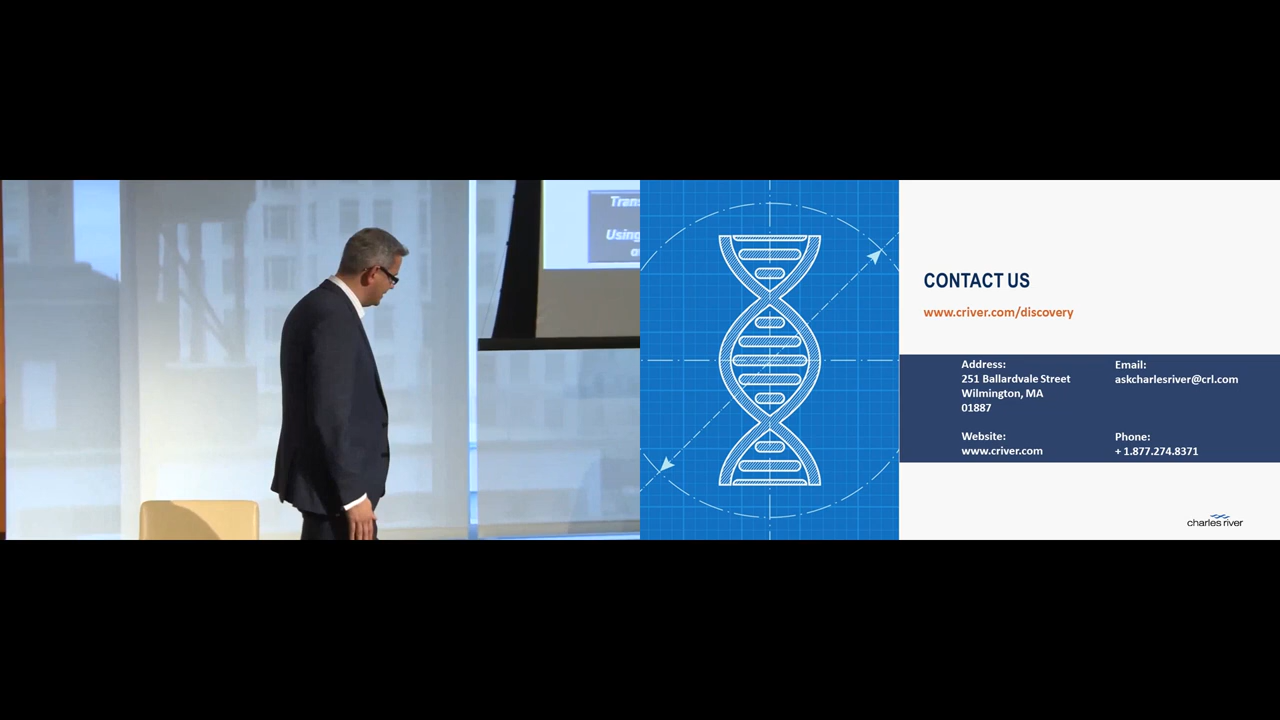 Using
CONTACT US
www.criver.com/discovery
Address:
251 Ballardvale Street
Wilmington, MA
01887
Email:
askcharlesriver@crl.com
Website:
www.criver.com
Phone:
+ 1.877.274.8371
charles river